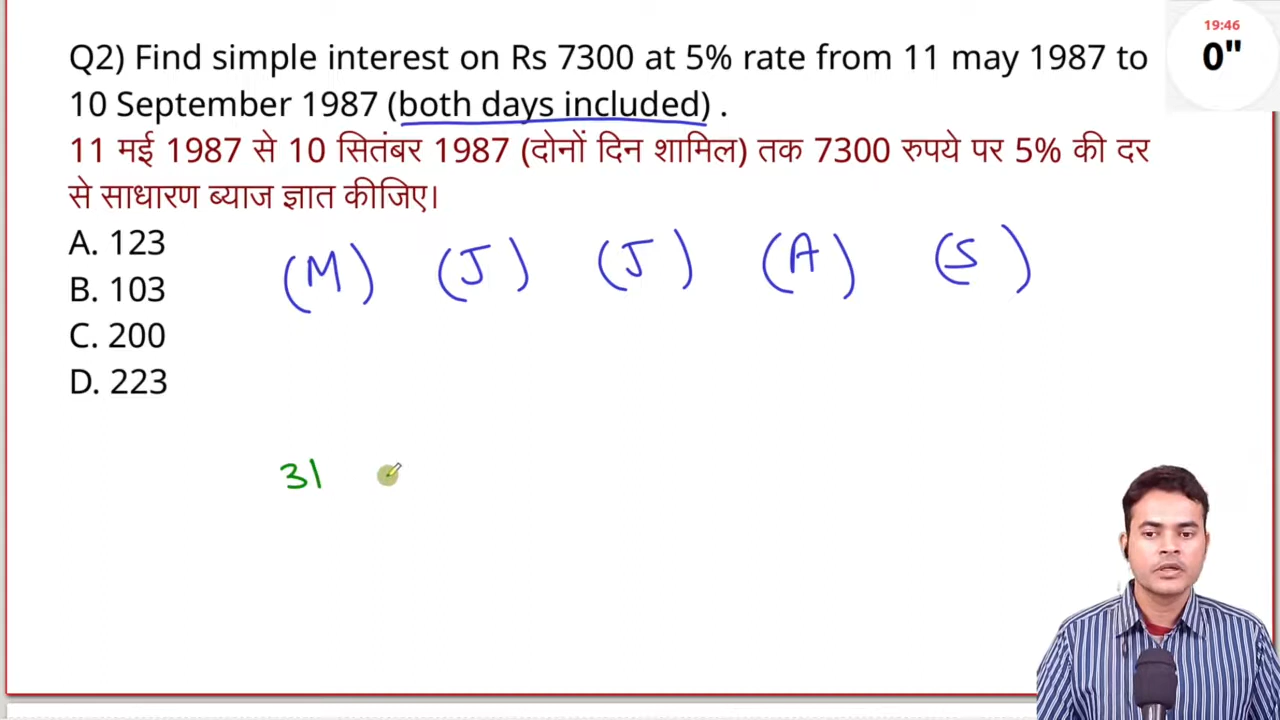 19:46
0"
Q2) Find simple interest on Rs 7300 at 5% rate from 11 may 1987 to
10 September 1987 (both days included) .
11 मई 1987 से 10 सितंबर 1987 (दोनों दिन शामिल) तक 7300 रुपये पर 5% की दर
से साधारण ब्याज ज्ञात कीजिए।
A. 123
B. 103
C. 200
D. 223
(M) (J) (J) (A) (S)
31